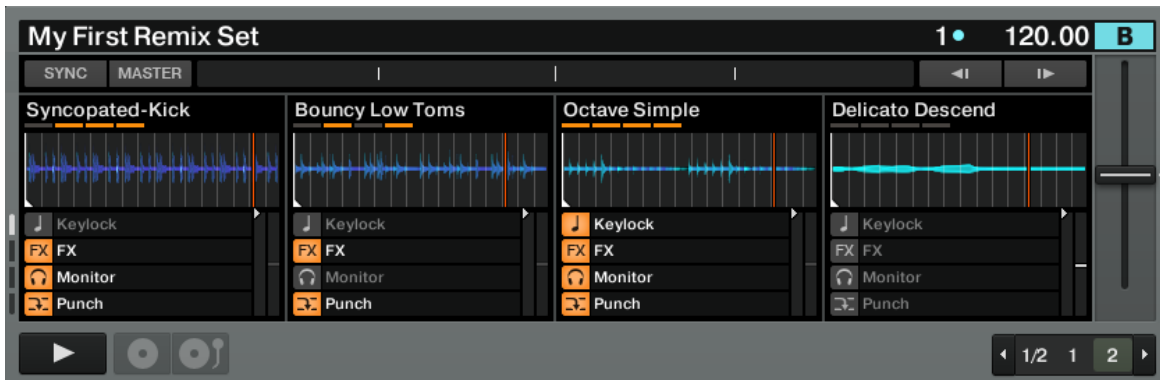 My First Remix Set 1 120.00 B
SYNC MASTER
Syncopated-Kick Bouncy Low Toms Octave Simple Delicato Descend
Keylock Keylock Keylock Keylock
FX FX FX FX FX FX FX FX
Monitor Monitor Monitor Monitor
Punch Punch Punch Punch
1/2 1 2